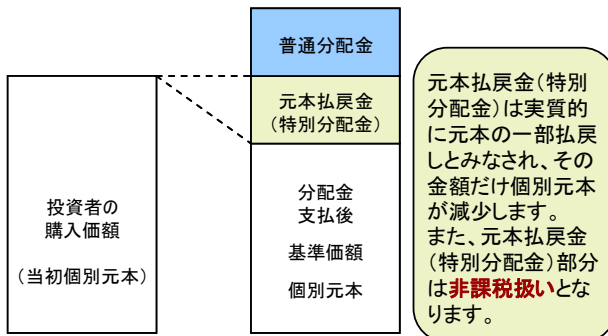 普通分配金
元本払戻金
（特別分配金）
投資者の
購入価額
（当初個別元本）
分配金
支払後
基準価額
個別元本
元本払戻金（特別
分配金）は実質的
に元本の一部払戻
しとみなされ、その
金額だけ個別元本
が減少します。
また、元本払戻金
（特別分配金）部分
は非課税扱いとな
ります。